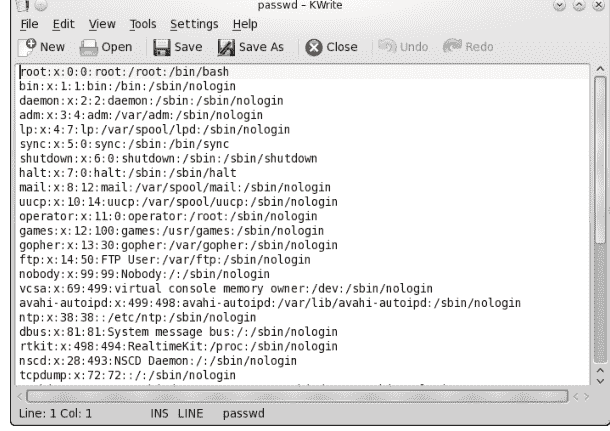 passwd – KWrite
File Edit View Tools Settings Help
New Open Save Save As Close Undo Redo
root:x:0:0:root:/root:/bin/bash
bin:x:1:1:bin:/bin:/sbin/nologin
daemon:x:2:2:daemon:/sbin:/sbin/nologin
adm:x:3:4:adm:/var/adm:/sbin/nologin
lp:x:4:7:lp:/var/spool/lpd:/sbin/nologin
sync:x:5:0:sync:/sbin:/bin/sync
shutdown:x:6:0:shutdown:/sbin:/sbin/shutdown
halt:x:7:0:halt:/sbin:/sbin/halt
mail:x:8:12:mail:/var/spool/mail:/sbin/nologin
uucp:x:10:14:uucp:/var/spool/uucp:/sbin/nologin
operator:x:11:0:operator:/root:/sbin/nologin
games:x:12:100:games:/usr/games:/sbin/nologin
gopher:x:13:30:gopher:/var/gopher:/sbin/nologin
ftp:x:14:50:FTP User:/var/ftp:/sbin/nologin
nobody:x:99:99:Nobody:/:/sbin/nologin
vcsa:x:69:499:virtual console memory owner:/dev:/sbin/nologin
avahi-autoipd:x:499:498:avahi-autoipd:/var/lib/avahi-autoipd:/sbin/nologin
ntp:x:38:38::/etc/ntp:/sbin/nologin
dbus:x:81:81:System message bus:/:/sbin/nologin
rtkit:x:498:494:RealtimeKit:/proc:/sbin/nologin
nscd:x:28:493:NSCD Daemon:/:/sbin/nologin
tcpdump:x:72:72::/:/sbin/nologin
Line: 1 Col: 1 INS LINE passwd